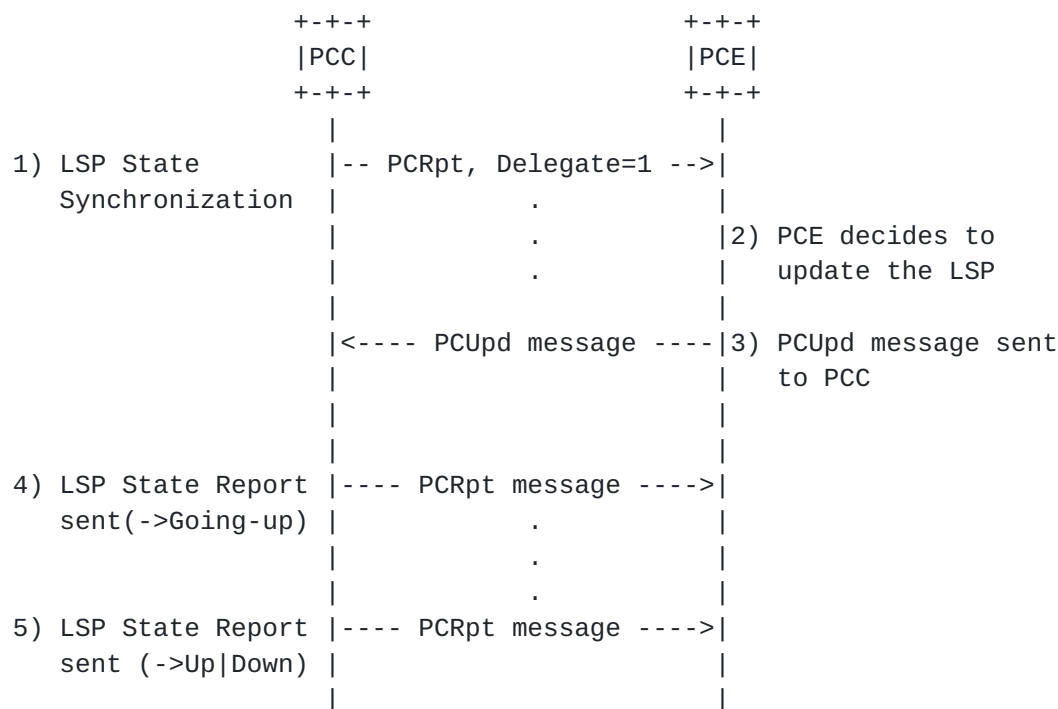 +-+-+                    +-+-+
|PCC|                    |PCE|
+-+-+                    +-+-+
|                        |
1) LSP State        |-- PCRpt, Delegate=1 -->|
Synchronization  |            .           |
|            .           |2) PCE decides to
|            .           |   update the LSP
|                        |
|<---- PCUpd message ----|3) PCUpd message sent
|                        |   to PCC
|                        |
|                        |
4) LSP State Report |---- PCRpt message ---->|
sent(->Going-up) |            .           |
|            .           |
|            .           |
5) LSP State Report |---- PCRpt message ---->|
sent (->Up|Down) |                        |
|                        |